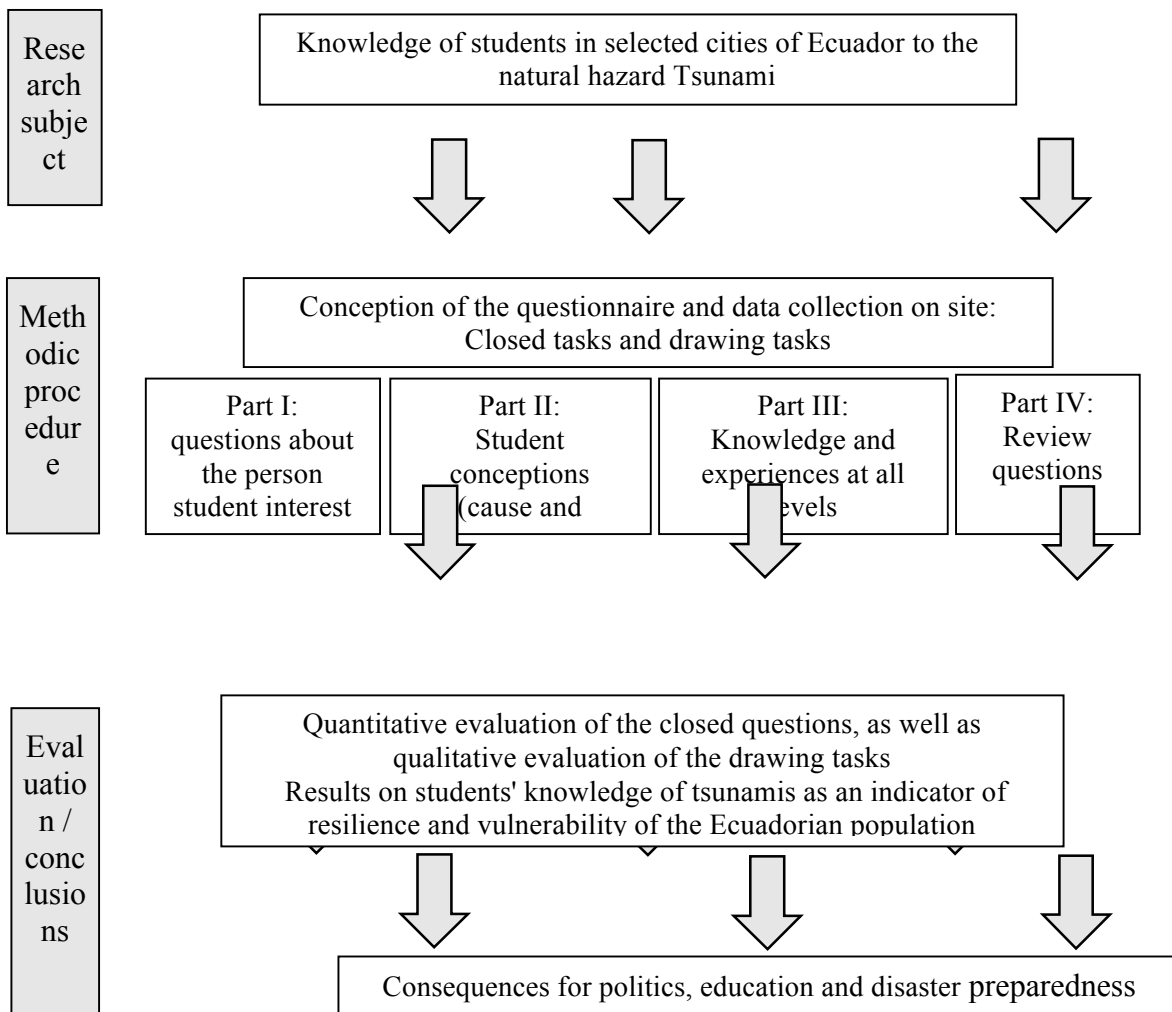 Rese
arch
subje
ct
Knowledge of students in selected cities of Ecuador to the
natural hazard Tsunami
Meth
odic
proc
edur
e
Conception of the questionnaire and data collection on site:
Closed tasks and drawing tasks
Part I:
questions about
the person
student interest
Part II:
Student
conceptions
(cause and
Part III:
Knowledge and
experiences at all
levels
Part IV:
Review
questions
Eval
uatio
n /
conc
lusio
ns
Quantitative evaluation of the closed questions, as well as
qualitative evaluation of the drawing tasks
Results on students' knowledge of tsunamis as an indicator of
resilience and vulnerability of the Ecuadorian population
Consequences for politics, education and disaster preparedness